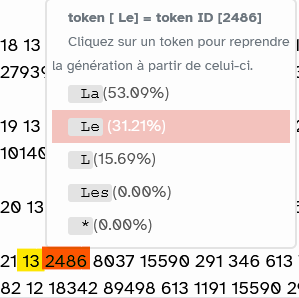 token [ Le] = token ID [2486]
Cliquez sur un token pour reprendre
la génération à partir de celui-ci.
18 13
2793
La(53.09%)
19 13
Le (31.21%)
10140
L(15.69%)
Les(0.00%)
20 13
*(0.00%)
21 13 2486 8037 15590 291 346 613
82 12 18342 89498 613 1191 15590 2